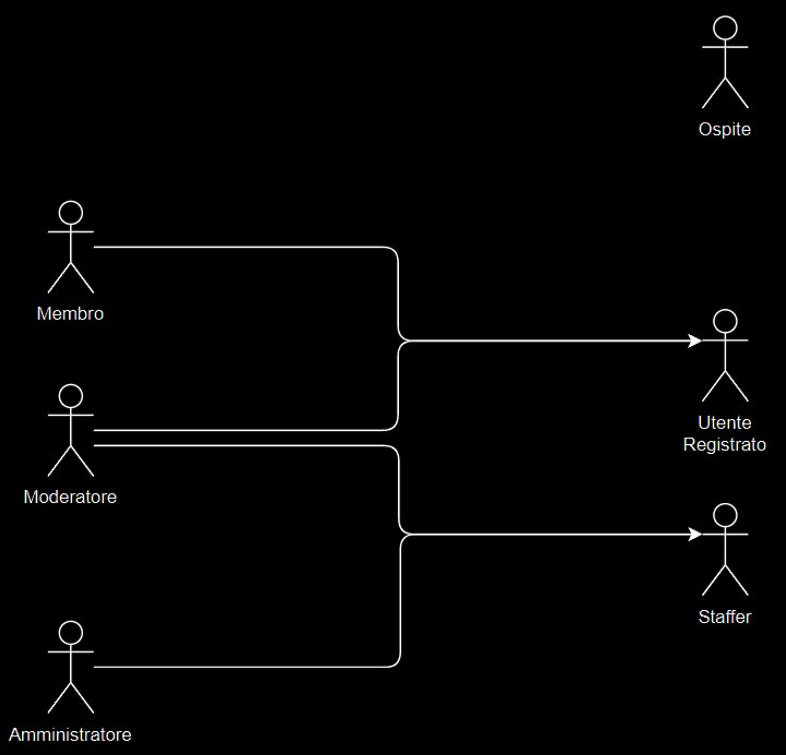 Ospite
Membro
Utente
Registrato
Moderatore
Staffer
Amministratore